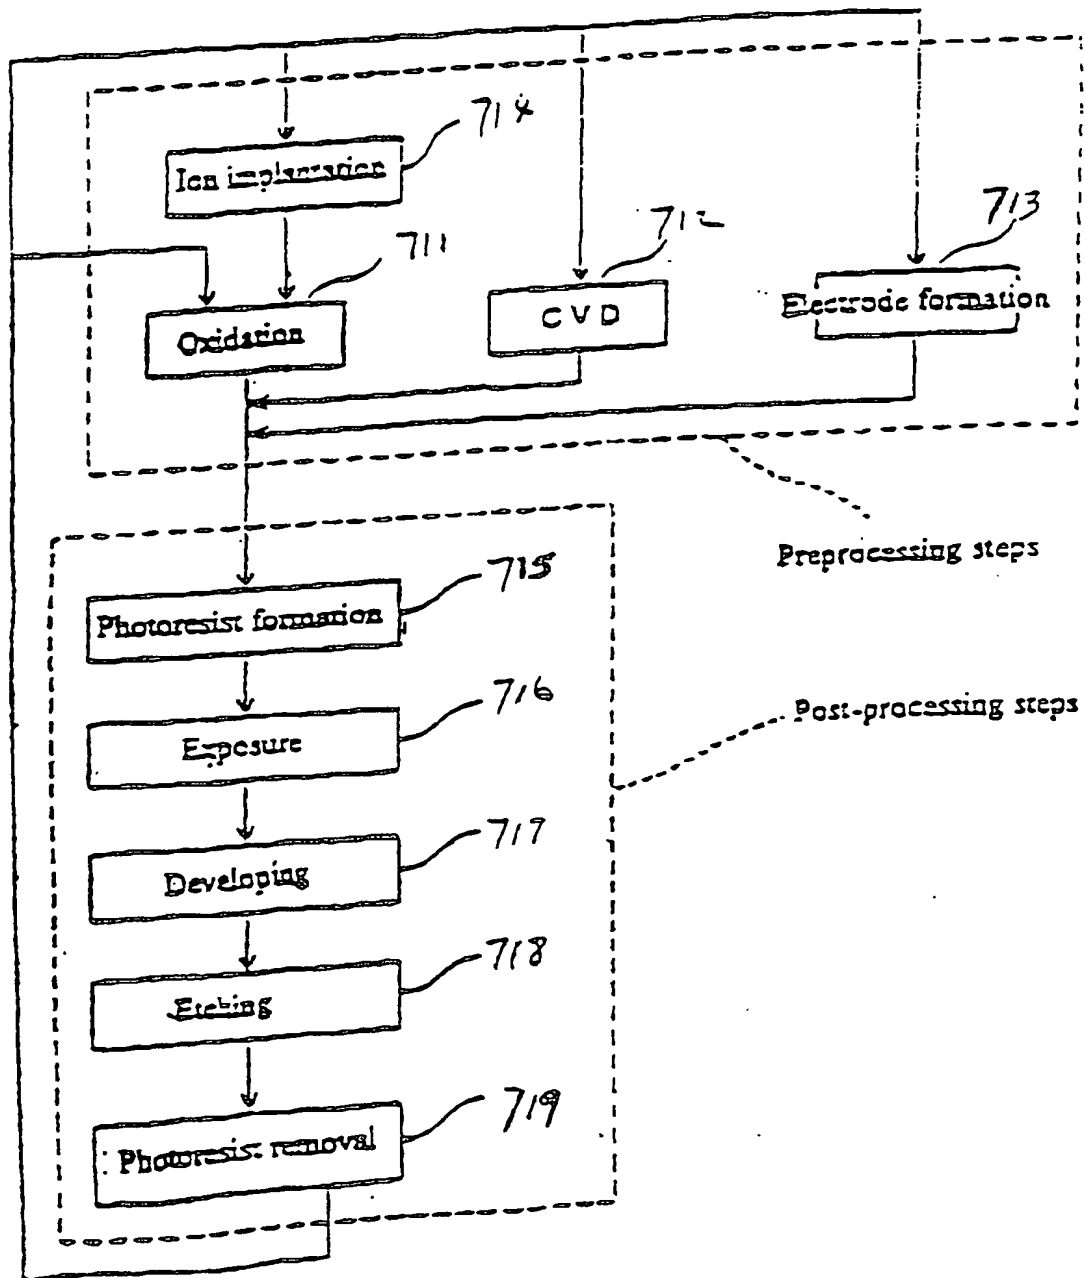 714
Ion implantation
711
712
713
Oxidation
CVD
Electrode formation
Preprocessing steps
715
Photoresist formation
716
Post-processing steps
Exposure
717
Developing
718
Etching
719
Photoresist removal